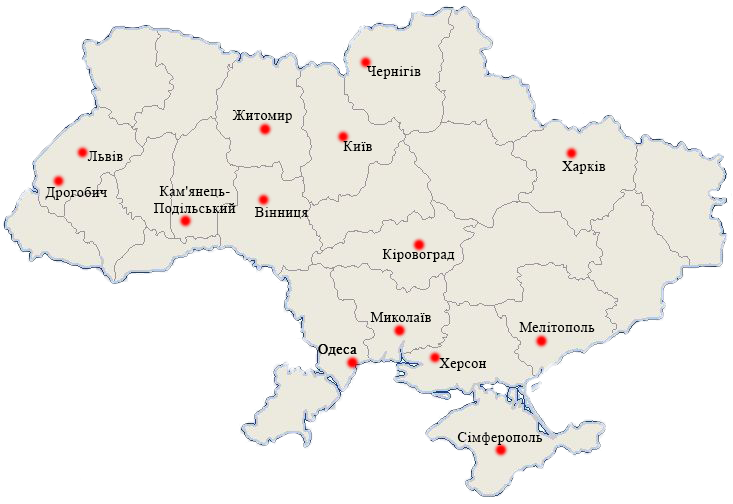 Чернігів
Житомир
Київ
Львів
Харків
Дрогобич
Кам'янець-
Подільський
Вінниця
Кіровоград
Миколаїв
Мелітополь
Одеса
Херсон
Сімферополь